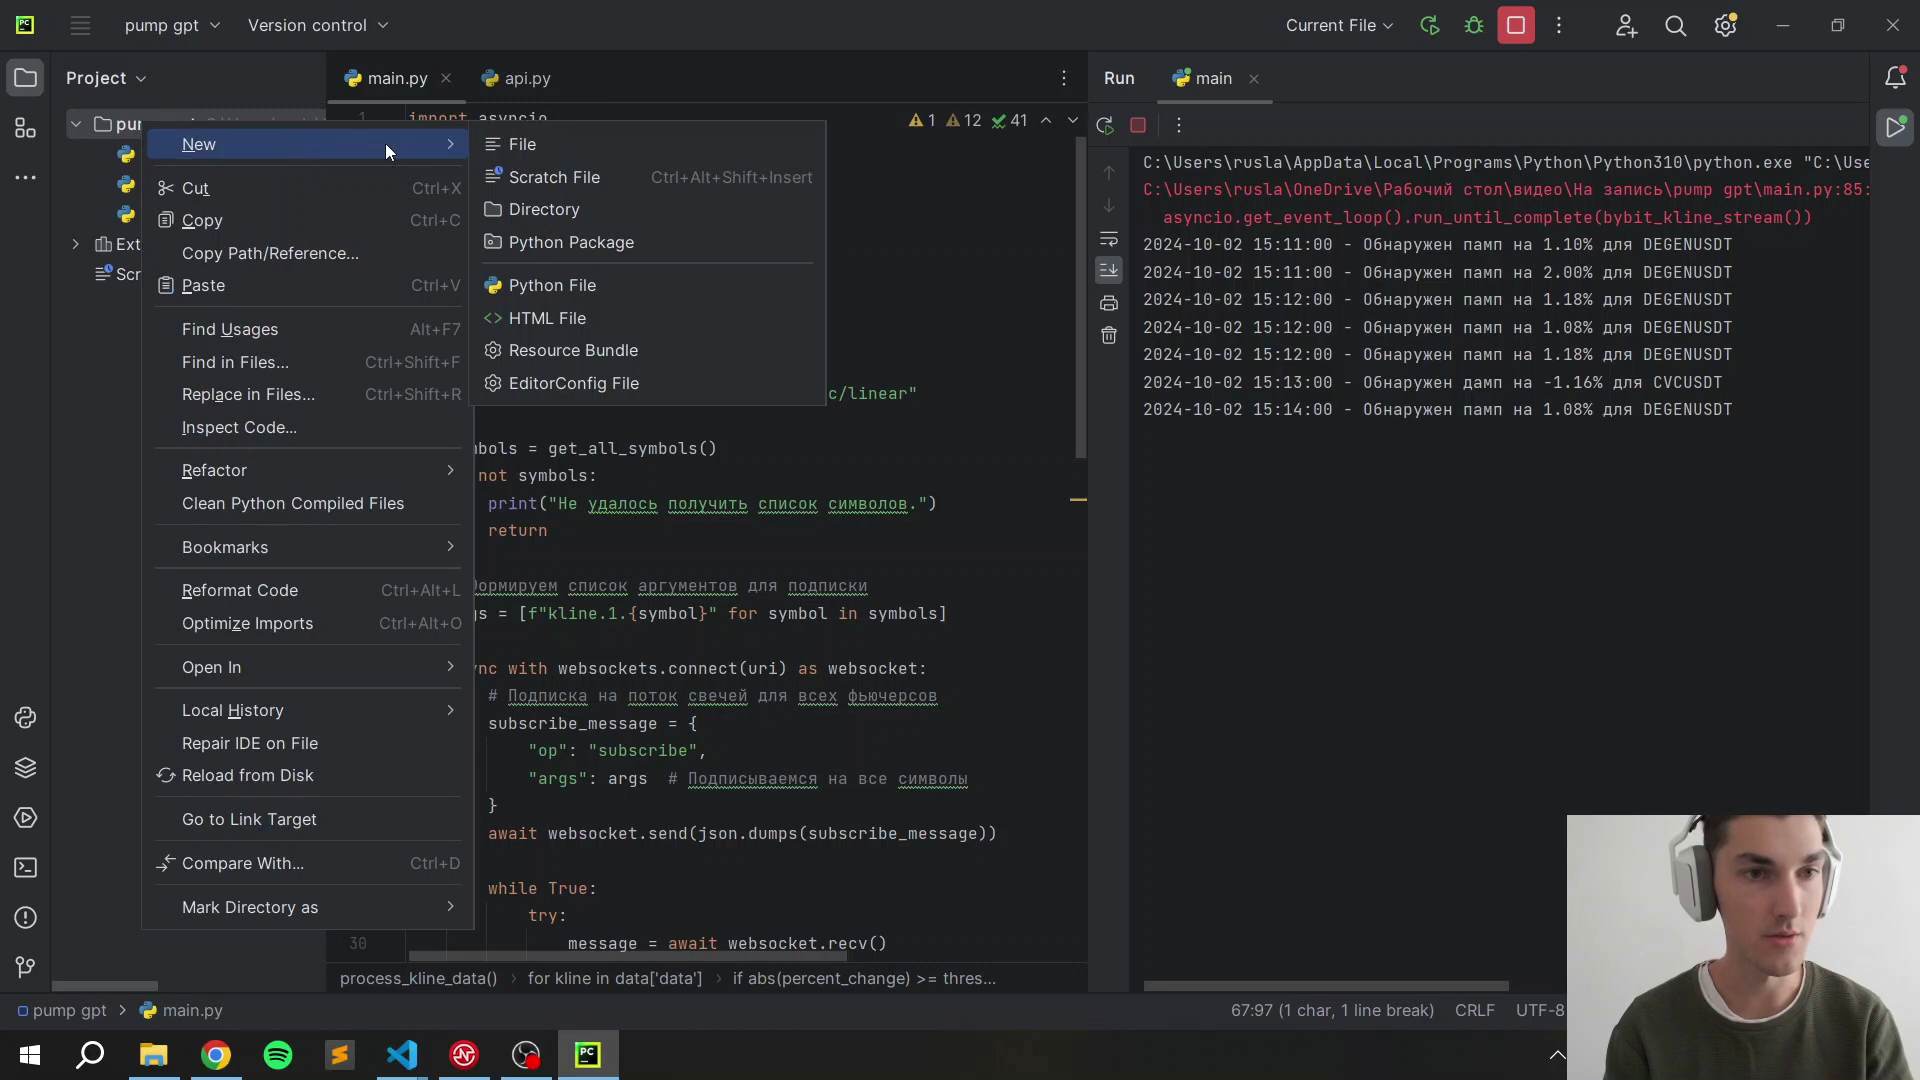 pump gpt
Version control
Current File
Project
main.py
api.py
Run
main
1
import asyncio
1
12
41
New
Cut Ctrl+X
Copy Ctrl+C
Copy Path/Reference...
Paste Ctrl+V
Find Usages Alt+F7
Find in Files... Ctrl+Shift+F
Replace in Files... Ctrl+Shift+R
Inspect Code...
Refactor
Clean Python Compiled Files
Bookmarks
Reformat Code Ctrl+Alt+L
Optimize Imports Ctrl+Alt+O
Open In
Local History
Repair IDE on File
Reload from Disk
Go to Link Target
Compare With... Ctrl+D
Mark Directory as
File
Scratch File Ctrl+Alt+Shift+Insert
Directory
Python Package
Python File
HTML File
Resource Bundle
EditorConfig File
c/linear"
bols = get_all_symbols()
not symbols:
print("Не удалось получить список символов.")
return
ормируем список аргументов для подписки
gs = [f"kline.1.{symbol}" for symbol in symbols]
nc with websockets.connect(uri) as websocket:
# Подписка на поток свечей для всех фьючерсов
subscribe_message = {
"op": "subscribe",
"args": args # Подписываемся на все символы
}
await websocket.send(json.dumps(subscribe_message))
while True:
try:
30 message = await websocket.recv()
process_kline_data() › for kline in data['data'] › if abs(percent_change) >= thres...
C:\Users\rusla\AppData\Local\Programs\Python\Python310\python.exe "C:\Use
C:\Users\rusla\OneDrive\Рабочий стол\видео\На запись\pump gpt\main.py:85:
asyncio.get_event_loop().run_until_complete(bybit_kline_stream())
2024-10-02 15:11:00 - Обнаружен памп на 1.10% для DEGENUSDT
2024-10-02 15:11:00 - Обнаружен памп на 2.00% для DEGENUSDT
2024-10-02 15:12:00 - Обнаружен памп на 1.18% для DEGENUSDT
2024-10-02 15:12:00 - Обнаружен памп на 1.08% для DEGENUSDT
2024-10-02 15:12:00 - Обнаружен памп на 1.18% для DEGENUSDT
2024-10-02 15:13:00 - Обнаружен дамп на -1.16% для CVCUSDT
2024-10-02 15:14:00 - Обнаружен памп на 1.08% для DEGENUSDT
pump gpt › main.py
67:97 (1 char, 1 line break) CRLF UTF-8